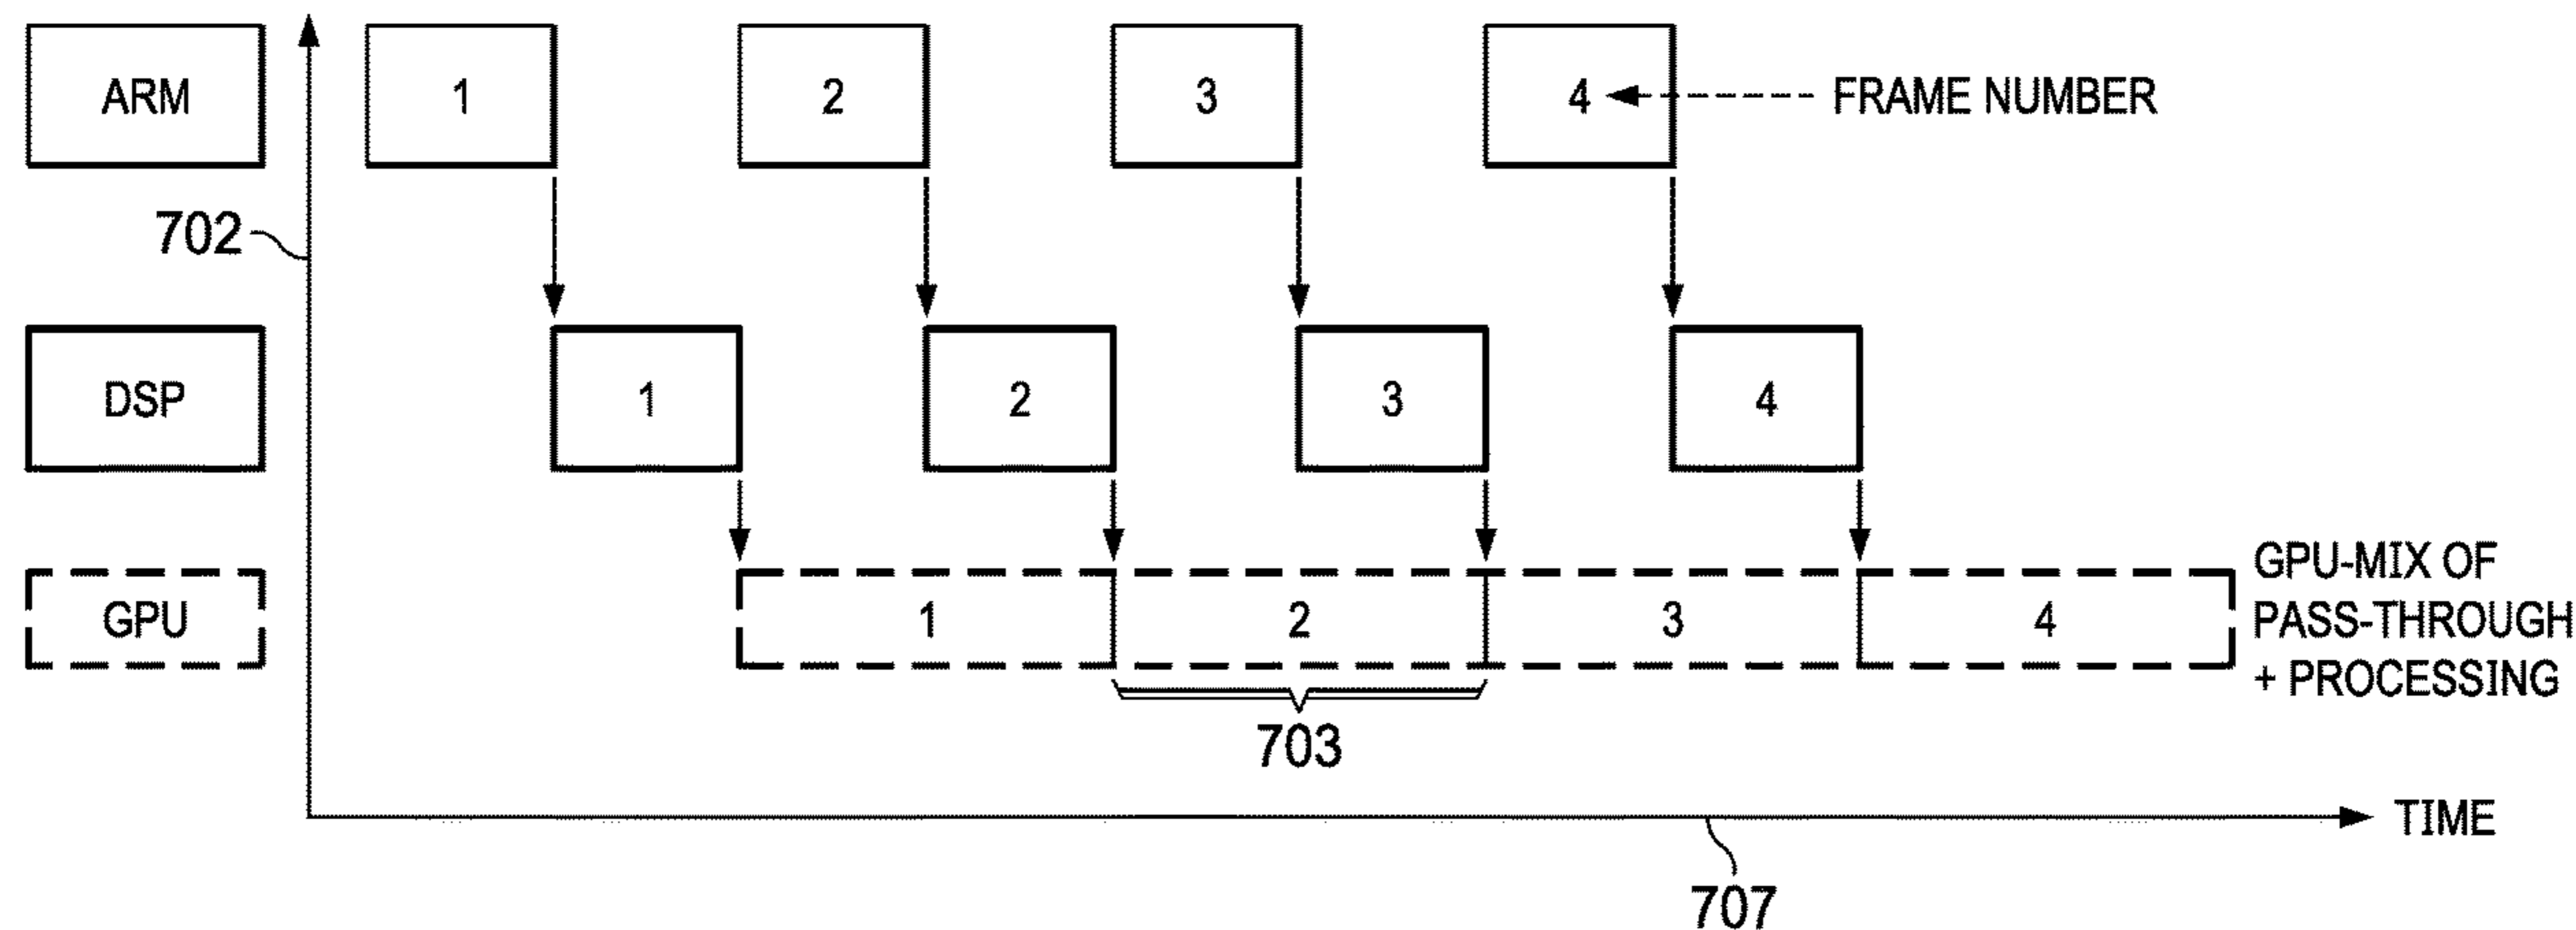 ARM
1
2
3
4
FRAME NUMBER
702
DSP
1
2
3
4
GPU
1
2
3
4
GPU-MIX OF
PASS-THROUGH
+ PROCESSING
703
TIME
707